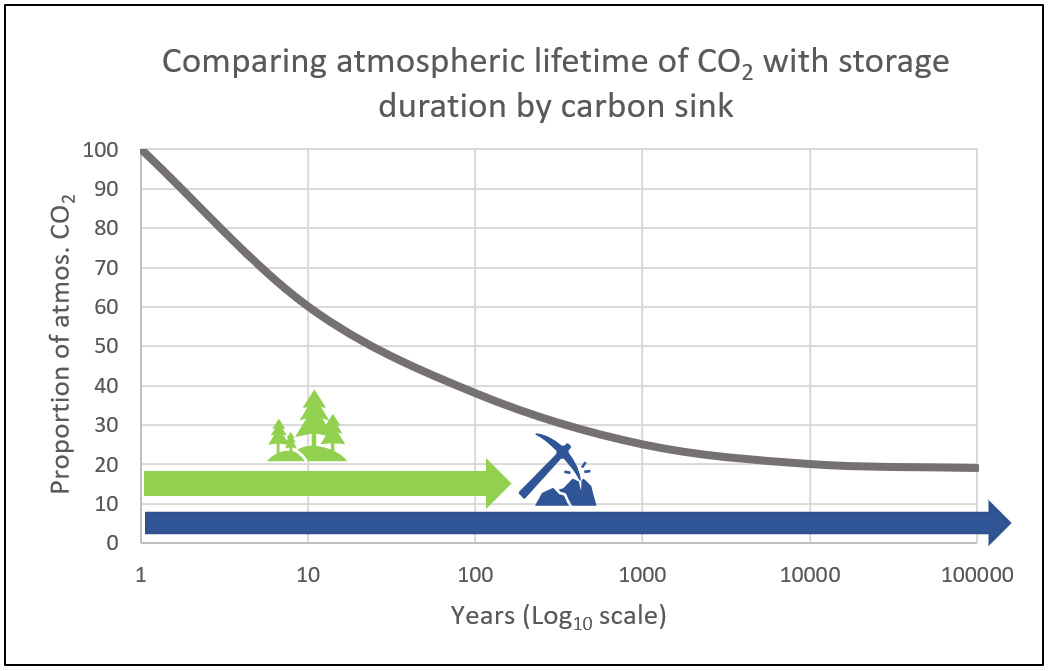 Comparing atmospheric lifetime of CO₂ with storage
duration by carbon sink
Proportion of atmos. CO₂
100
90
80
70
60
50
40
30
20
10
0
1 10 100 1000 10000 100000
Years (Log₁₀ scale)